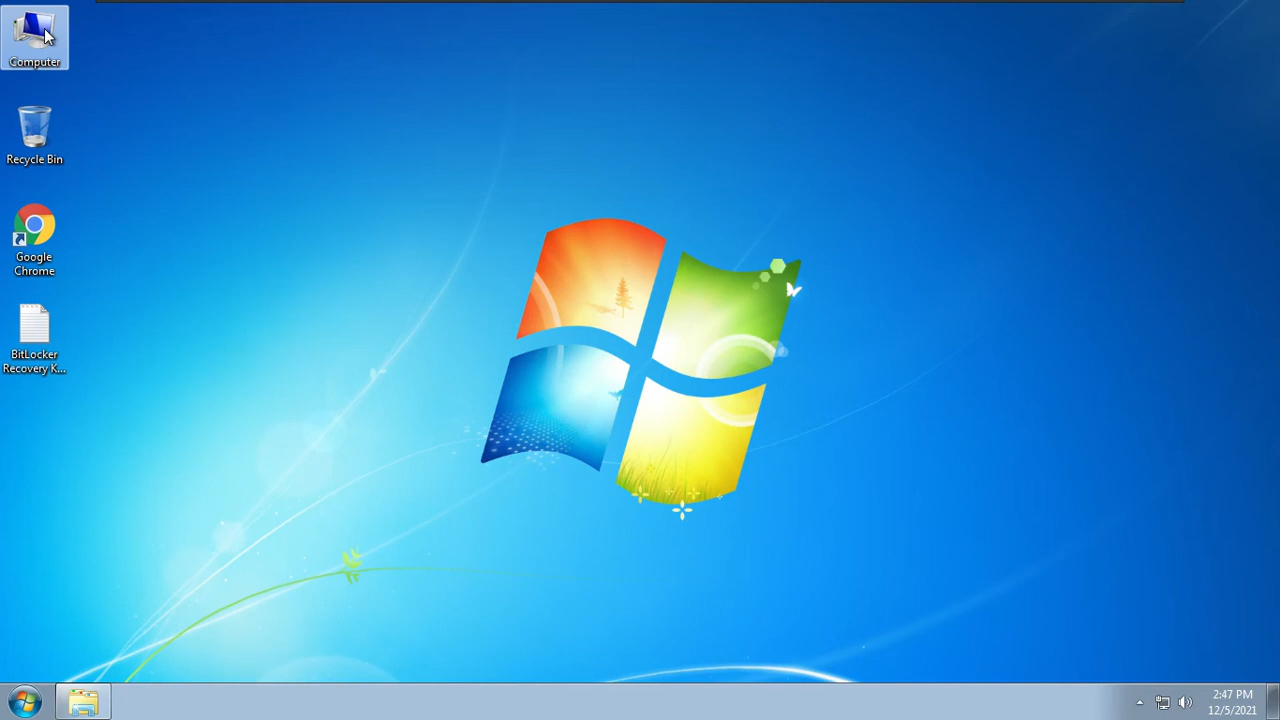 Computer
Recycle Bin
Google
Chrome
BitLocker
Recovery K...
2:47 PM
12/5/2021